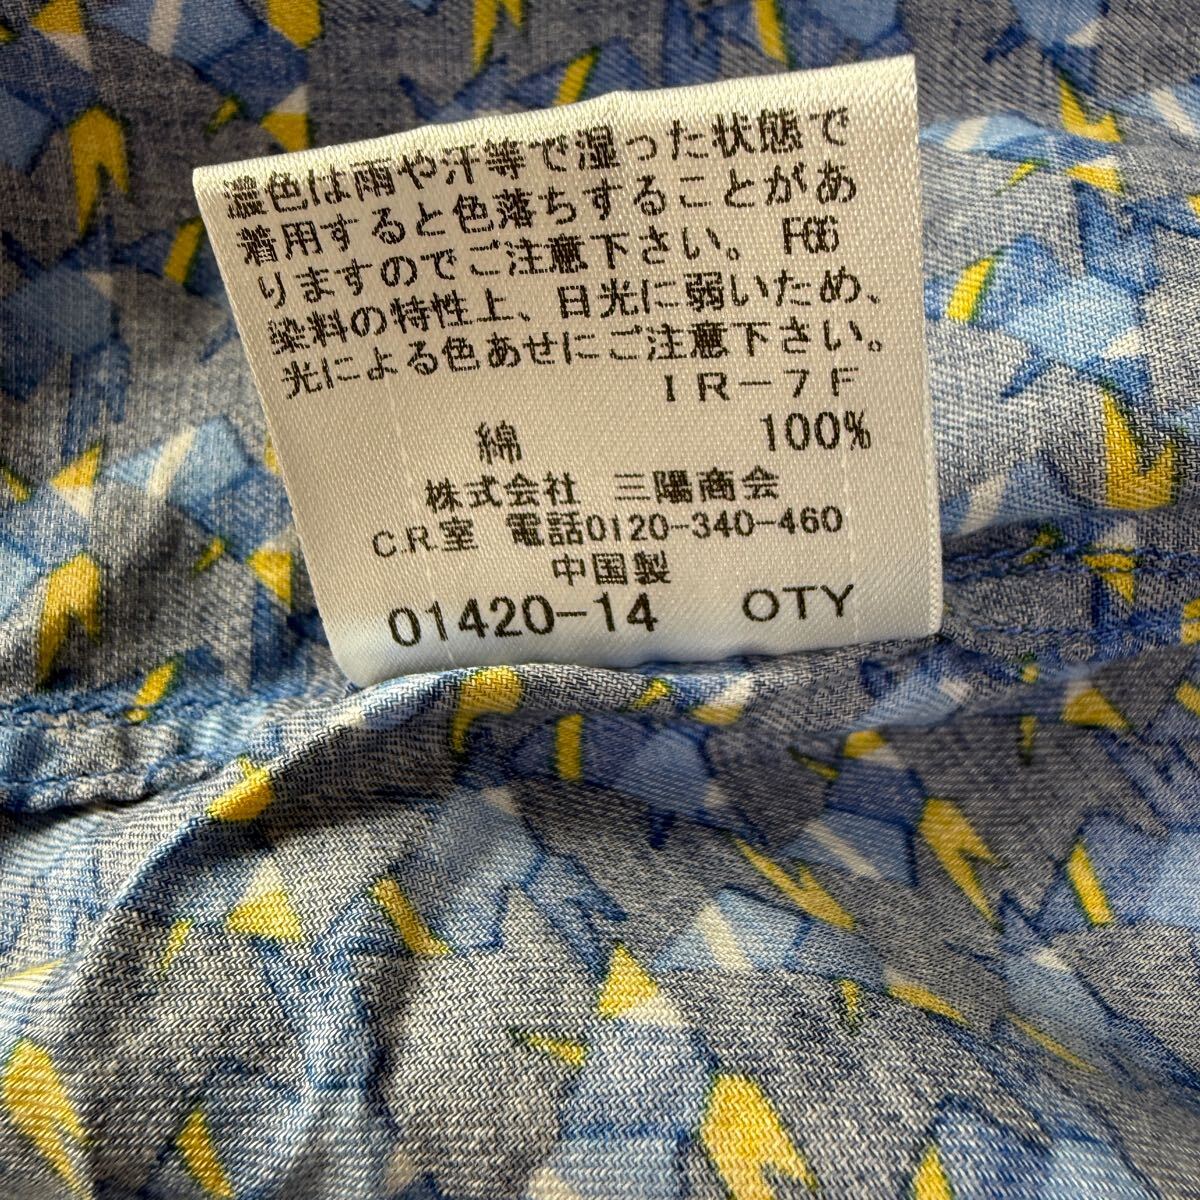 濃色は雨や汗等で湿った状態で
着用すると色落ちすることがあ
りますのでご注意下さい。 F66
染料の特性上、日光に弱いため、
光による色あせにご注意下さい。
IR-7F
綿 100%
株式会社 三陽商会
C.R.室 電話0120-340-460
中国製
01420-14 OTY